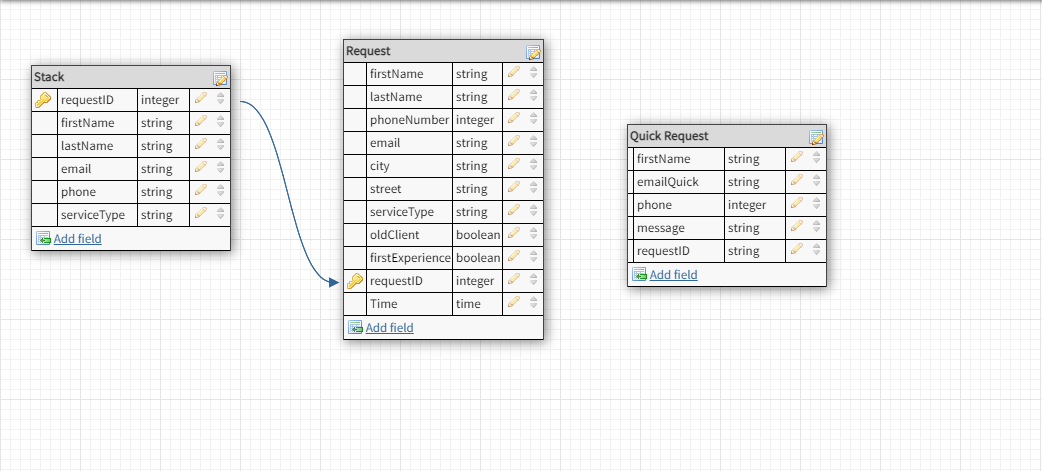 Stack
requestID integer
firstName string
lastName string
email string
phone string
serviceType string
Add field
Request
firstName string
lastName string
phoneNumber integer
email string
city string
street string
serviceType string
oldClient boolean
firstExperience boolean
requestID integer
Time time
Add field
Quick Request
firstName string
emailQuick string
phone integer
message string
requestID string
Add field